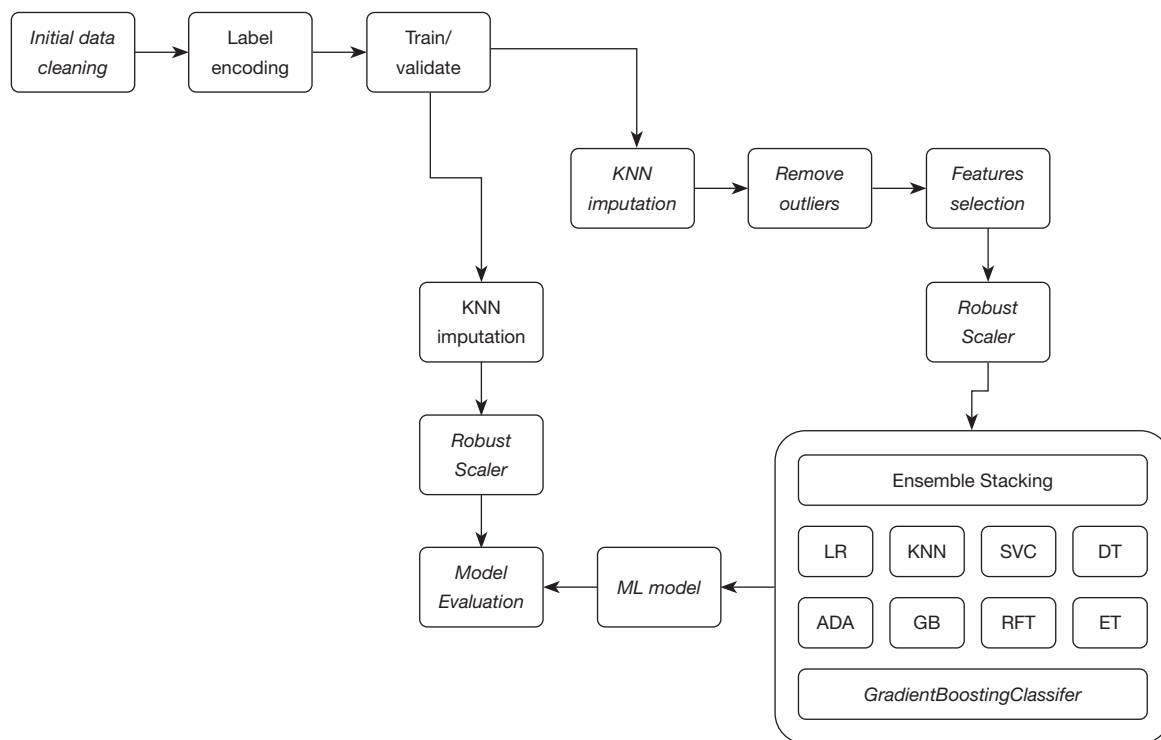 Initial data
cleaning
Label
encoding
Train/
validate
KNN
imputation
Remove
outliers
Features
selection
KNN
imputation
Robust
Scaler
Robust
Scaler
Ensemble Stacking
LR
KNN
SVC
DT
Model
Evaluation
ML model
ADA
GB
RFT
ET
GradientBoostingClassifer